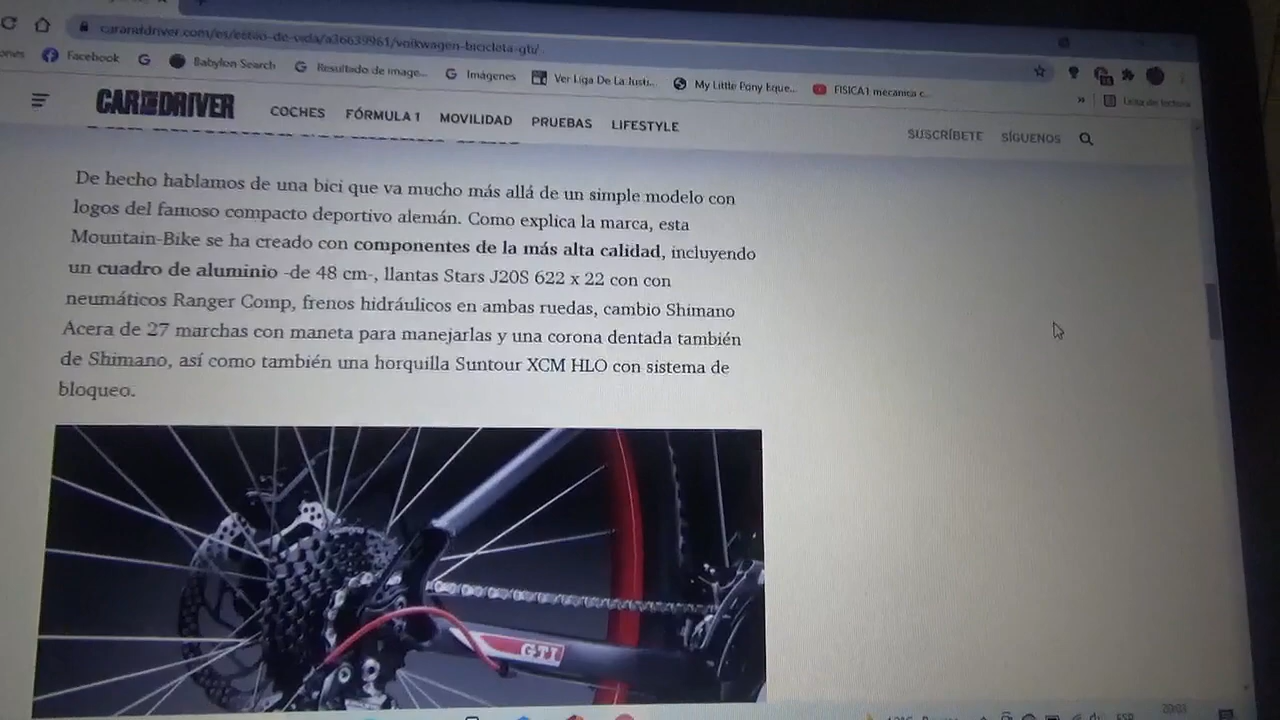 caranddriver.com/es/estilo-de-vida/a36639961/volkwagen-bicicleta-gti/
ones Facebook Babylon Search Resultado de image... Imágenes Ver Liga De La Justi... My Little Pony Eque... FISICA1 mecanica c... »
CAR AND DRIVER COCHES FÓRMULA 1 MOVILIDAD PRUEBAS LIFESTYLE SUSCRÍBETE SÍGUENOS
De hecho hablamos de una bici que va mucho más allá de un simple modelo con
logos del famoso compacto deportivo alemán. Como explica la marca, esta
Mountain-Bike se ha creado con componentes de la más alta calidad, incluyendo
un cuadro de aluminio -de 48 cm-, llantas Stars J20S 622 x 22 con con
neumáticos Ranger Comp, frenos hidráulicos en ambas ruedas, cambio Shimano
Acera de 27 marchas con maneta para manejarlas y una corona dentada también
de Shimano, así como también una horquilla Suntour XCM HLO con sistema de
bloqueo.
GTI
ESP 20:03